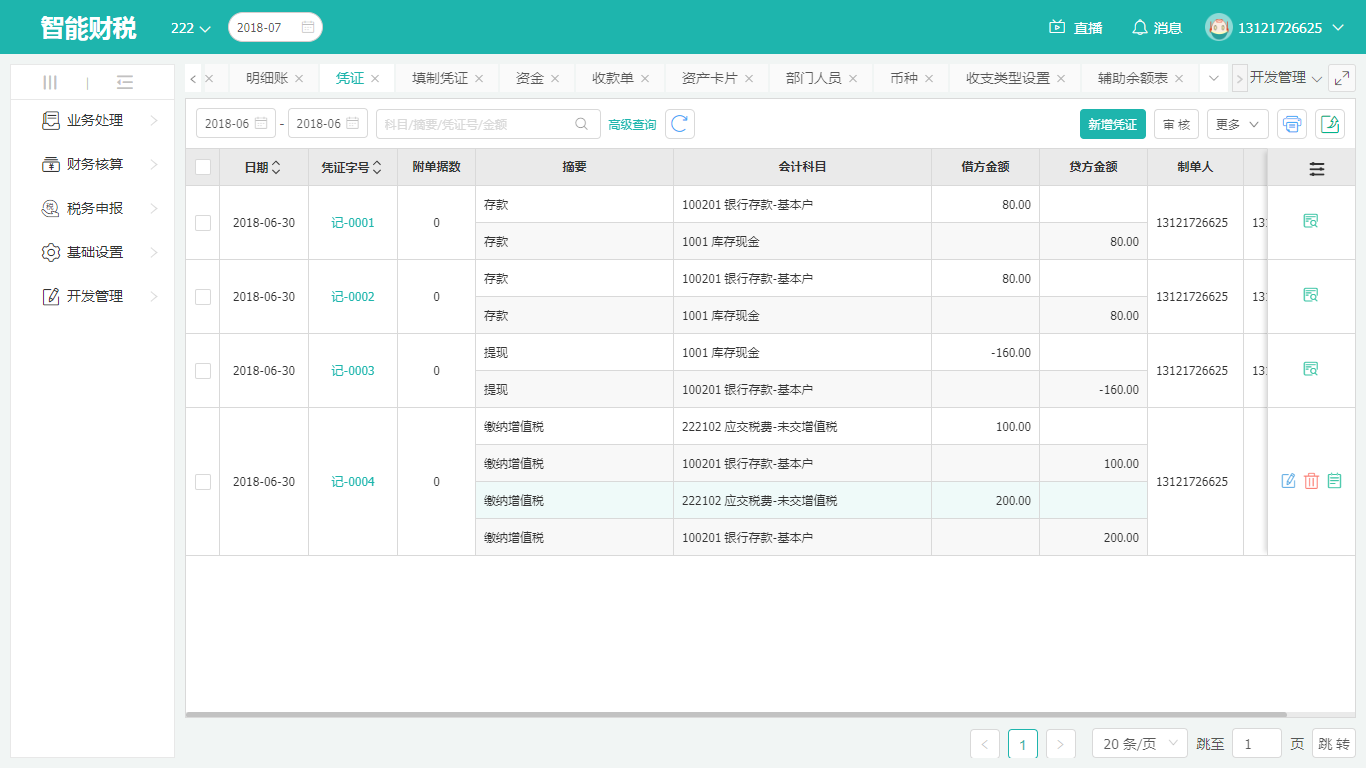 智能财税 222 2018-07 直播 消息 13121726625
明细账 凭证 填制凭证 资金 收款单 资产卡片 部门人员 币种 收支类型设置 辅助余额表 开发管理
业务处理
财务核算
税务申报
基础设置
开发管理
2018-06 - 2018-06 科目/摘要/凭证号/金额 高级查询 新增凭证 审 核 更多
日期 凭证字号 附单据数 摘要 会计科目 借方金额 贷方金额 制单人
2018-06-30 记-0001 0 存款 100201 银行存款-基本户 80.00 13121726625 13
存款 1001 库存现金 80.00
2018-06-30 记-0002 0 存款 100201 银行存款-基本户 80.00 13121726625 13
存款 1001 库存现金 80.00
2018-06-30 记-0003 0 提现 1001 库存现金 -160.00 13121726625 13
提现 100201 银行存款-基本户 -160.00
2018-06-30 记-0004 0 缴纳增值税 222102 应交税费-未交增值税 100.00 13121726625
缴纳增值税 100201 银行存款-基本户 100.00
缴纳增值税 222102 应交税费-未交增值税 200.00
缴纳增值税 100201 银行存款-基本户 200.00
1 20 条/页 跳至 1 页 跳 转